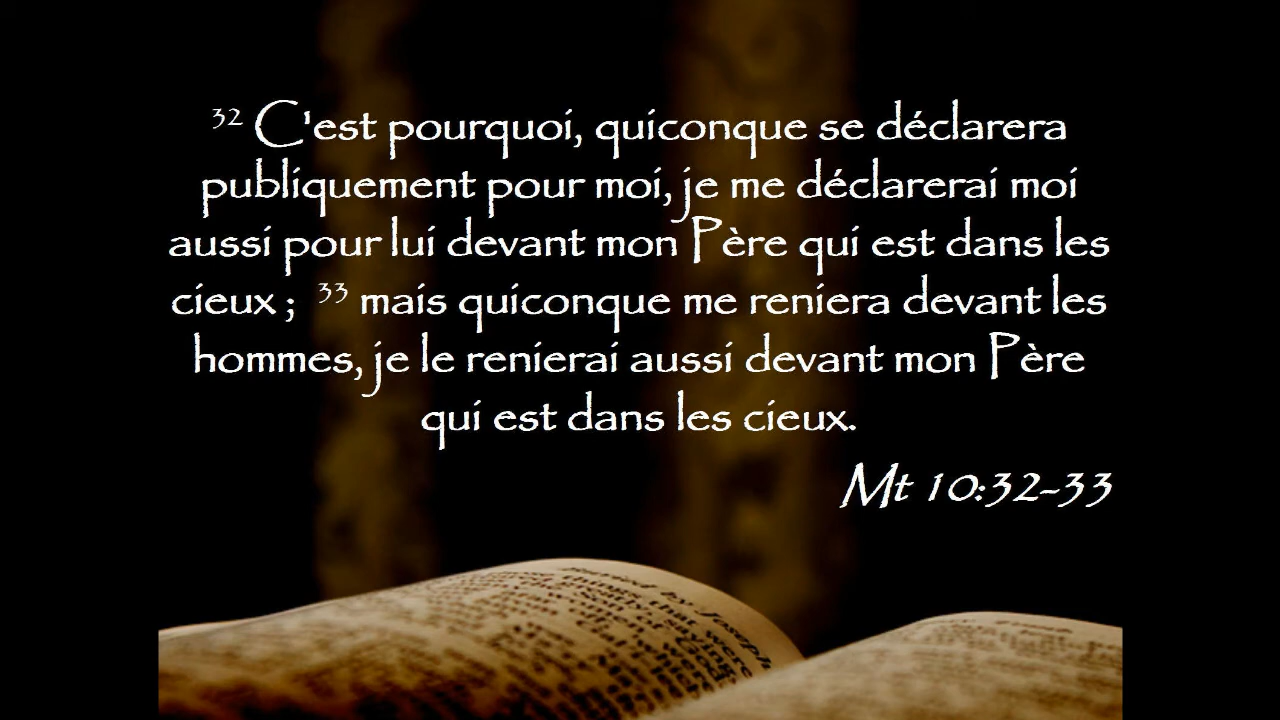 32 C'est pourquoi, quiconque se déclarera
publiquement pour moi, je me déclarerai moi
aussi pour lui devant mon Père qui est dans les
cieux ; 33 mais quiconque me reniera devant les
hommes, je le renierai aussi devant mon Père
qui est dans les cieux.
Mt 10:32-33